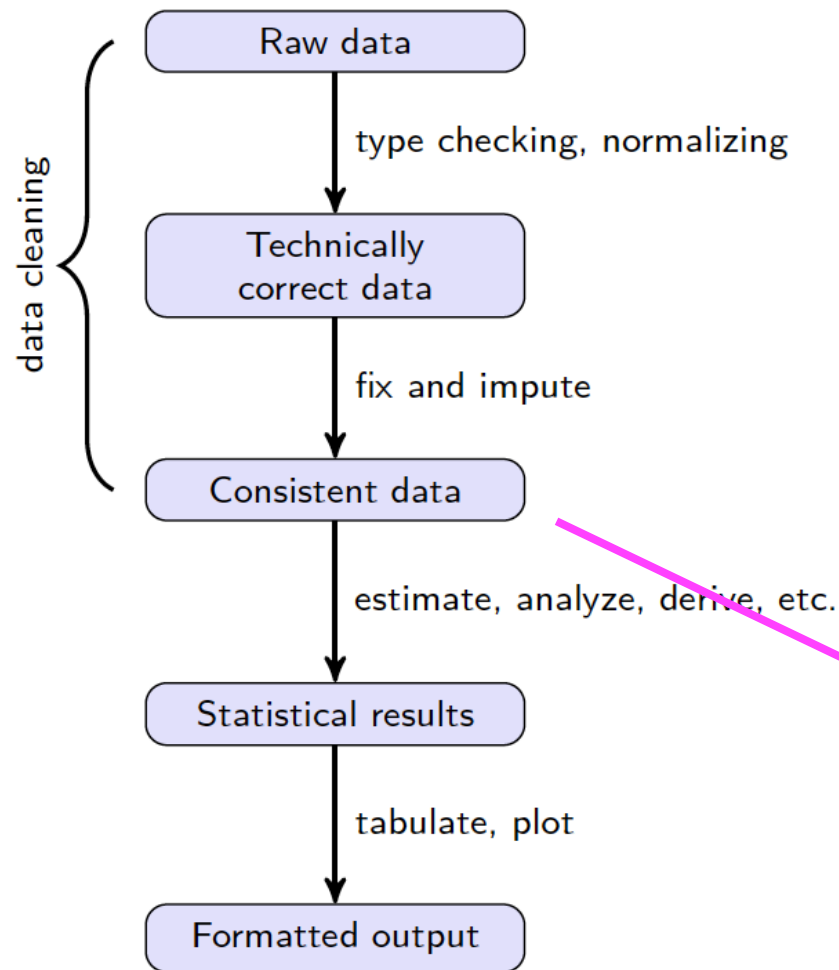 Raw data
type checking, normalizing
data cleaning
Technically
correct data
fix and impute
Consistent data
estimate, analyze, derive, etc.
Statistical results
tabulate, plot
Formatted output